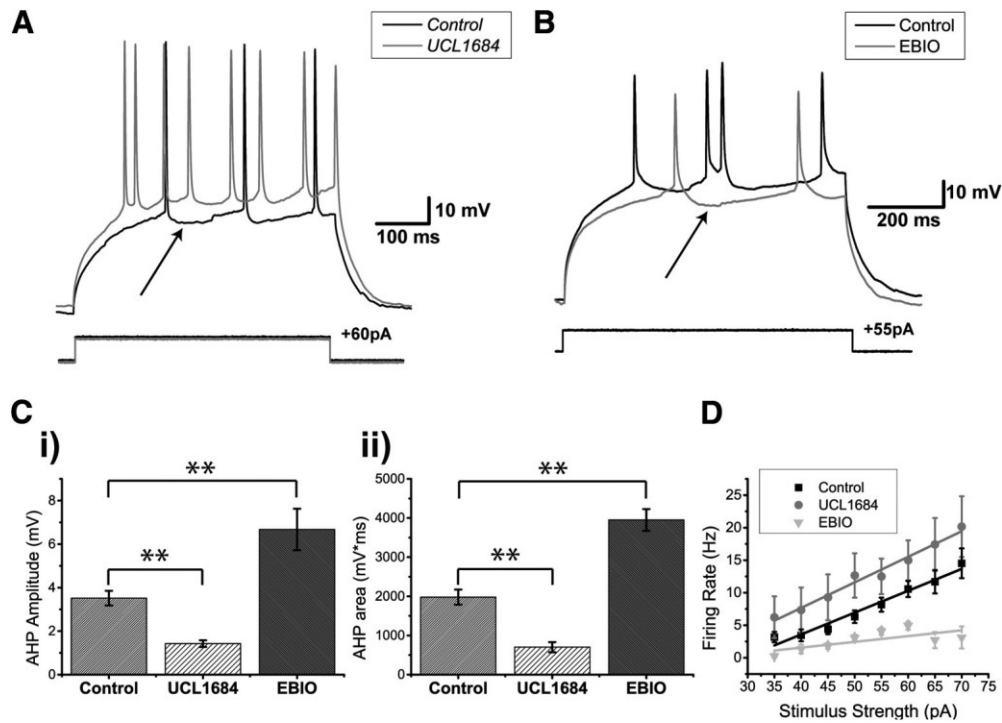 A
Control
UCL1684
10 mV
100 ms
+60pA
B
Control
EBIO
10 mV
200 ms
+55pA
C
i)
AHP Amplitude (mV)
8
6
4
2
0
**
**
Control
UCL1684
EBIO
ii)
AHP area (mV*ms)
5000
4000
3000
2000
1000
0
**
**
Control
UCL1684
EBIO
D
Control
UCL1684
EBIO
Firing Rate (Hz)
25
20
15
10
5
0
30 35 40 45 50 55 60 65 70 75
Stimulus Strength (pA)